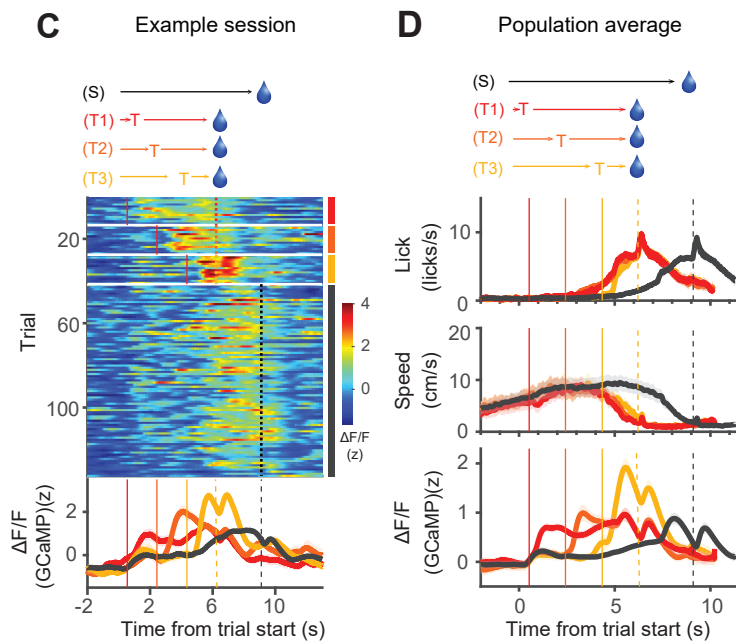 C Example session
(S)
(T1) T
(T2) T
(T3) T
20
60
100
Trial
4
2
0
ΔF/F
(z)
2
0
ΔF/F
(GCaMP)(z)
-2 2 6 10
Time from trial start (s)
D Population average
(S)
(T1) T
(T2) T
(T3) T
10
0
Lick
(licks/s)
20
10
0
Speed
(cm/s)
2
1
0
ΔF/F
(GCaMP)(z)
0 5 10
Time from trial start (s)